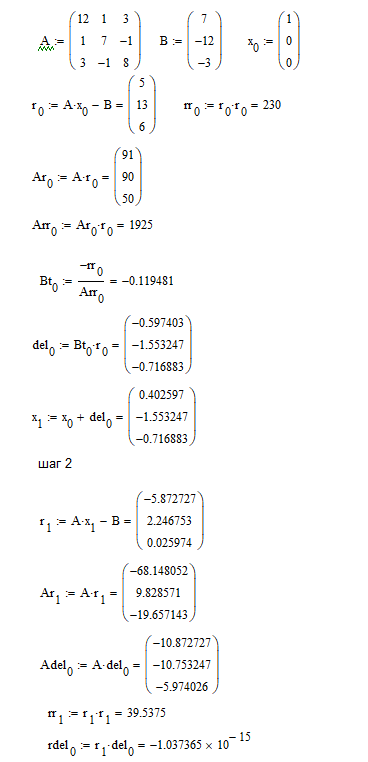 A := (12 1 3; 1 7 −1; 3 −1 8) B := (7; −12; −3) x₀ := (1; 0; 0)
r₀ := A·x₀ − B = (5; 13; 6) rr₀ := r₀·r₀ = 230
Ar₀ := A·r₀ = (91; 90; 50)
Arr₀ := Ar₀·r₀ = 1925
Bt₀ := −rr₀ / Arr₀ = −0.119481
del₀ := Bt₀·r₀ = (−0.597403; −1.553247; −0.716883)
x₁ := x₀ + del₀ = (0.402597; −1.553247; −0.716883)
шаг 2
r₁ := A·x₁ − B = (−5.872727; 2.246753; 0.025974)
Ar₁ := A·r₁ = (−68.148052; 9.828571; −19.657143)
Adel₀ := A·del₀ = (−10.872727; −10.753247; −5.974026)
rr₁ := r₁·r₁ = 39.5375
rdel₀ := r₁·del₀ = −1.037365 × 10⁻¹⁵